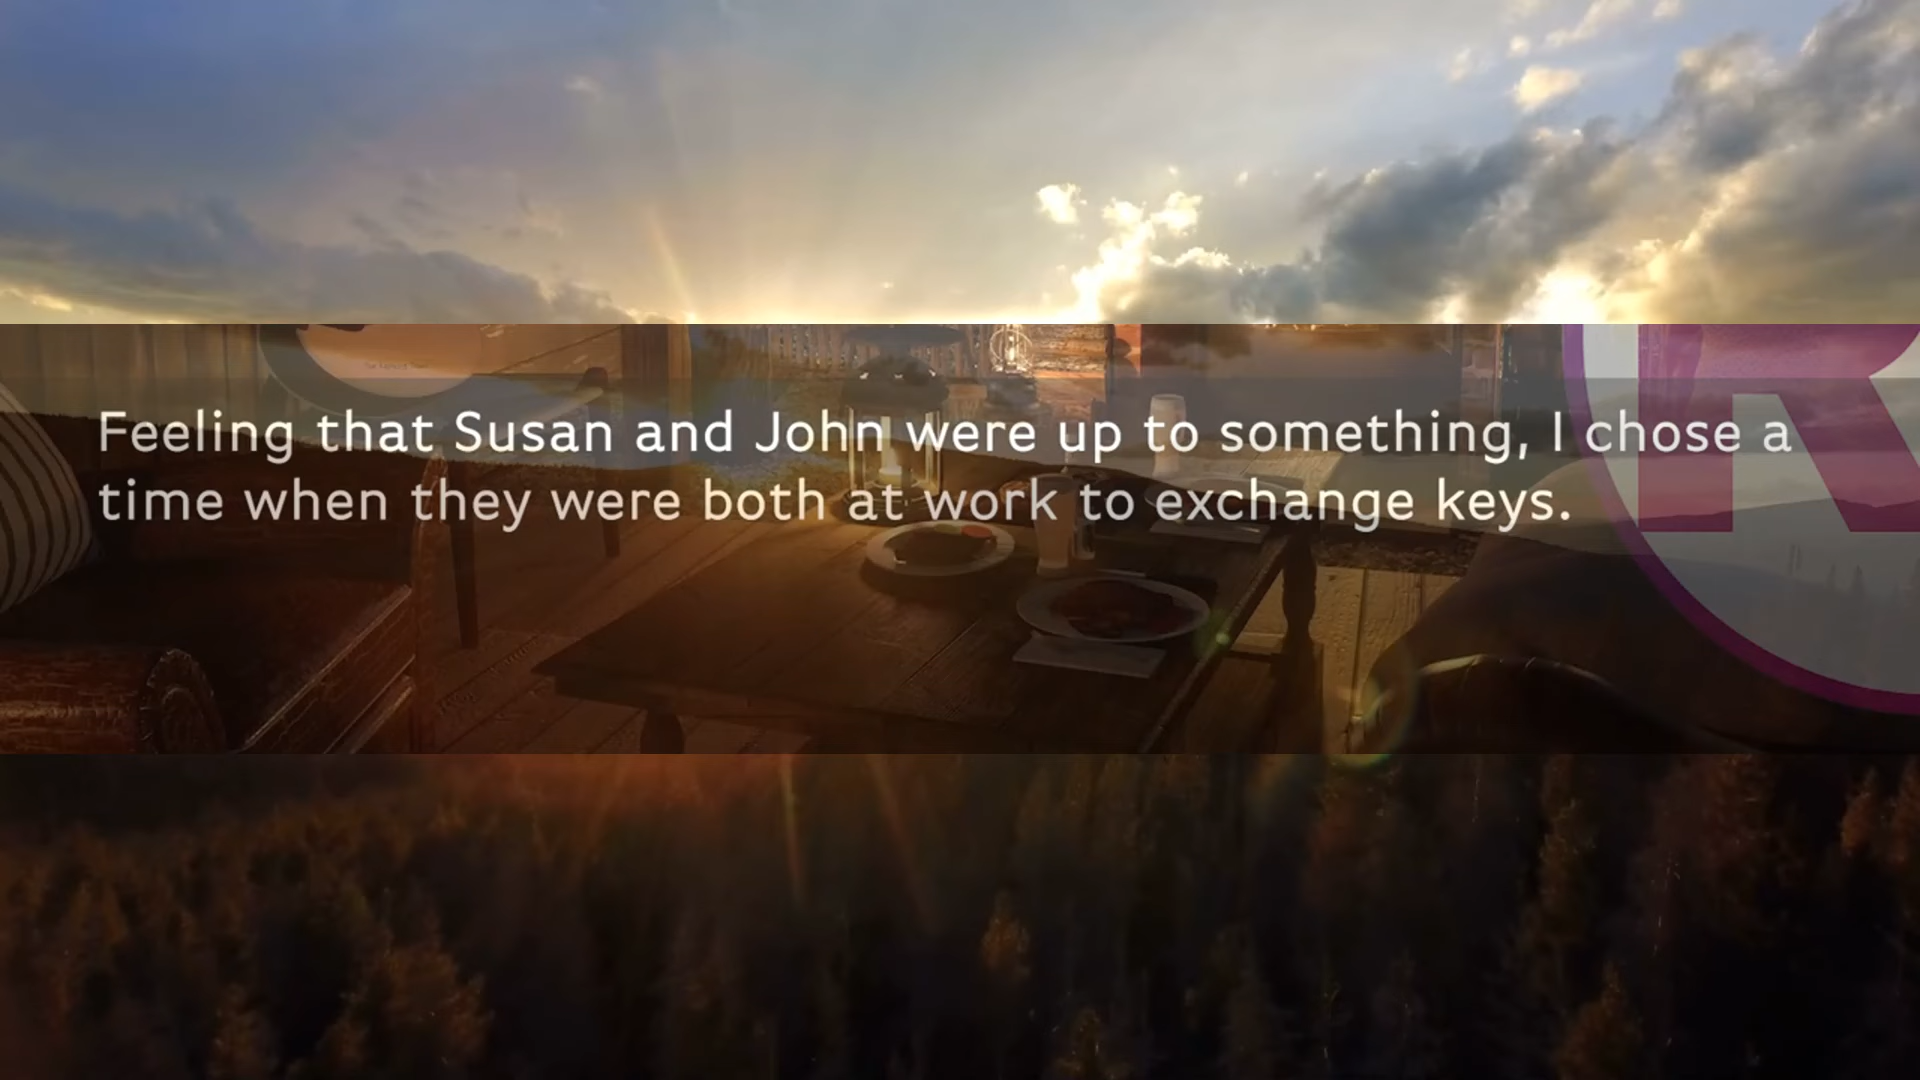 Feeling that Susan and John were up to something, I chose a
time when they were both at work to exchange keys.
R